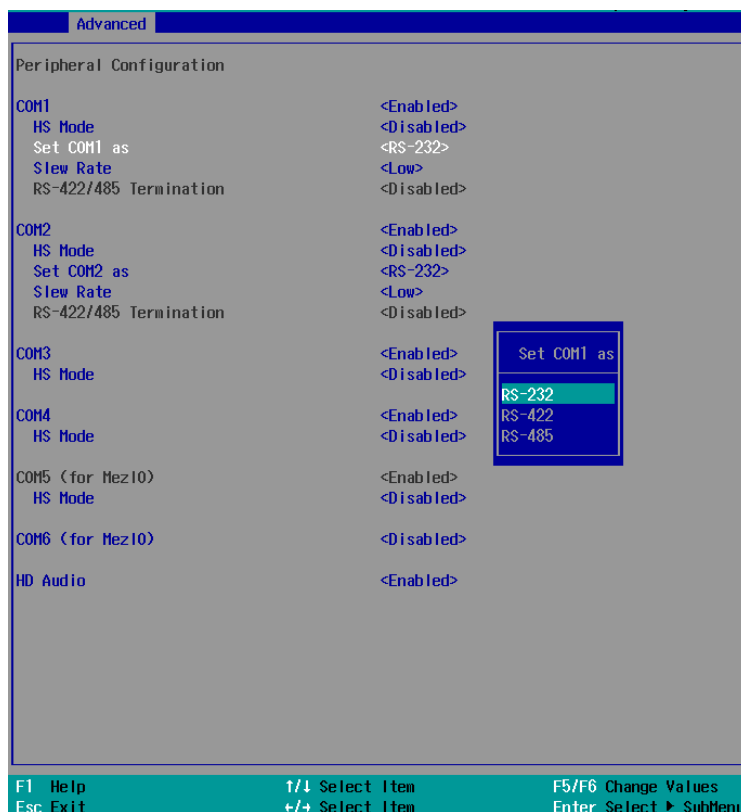 Advanced
Peripheral Configuration
COM1 <Enabled>
HS Mode <Disabled>
Set COM1 as <RS-232>
Slew Rate <Low>
RS-422/485 Termination <Disabled>
COM2 <Enabled>
HS Mode <Disabled>
Set COM2 as <RS-232>
Slew Rate <Low>
RS-422/485 Termination <Disabled>
COM3 <Enabled>
HS Mode <Disabled>
COM4 <Enabled>
HS Mode <Disabled>
COM5 (for MezIO) <Enabled>
HS Mode <Disabled>
COM6 (for MezIO) <Disabled>
HD Audio <Enabled>
Set COM1 as
RS-232
RS-422
RS-485
F1 Help ↑/↓ Select Item F5/F6 Change Values
Esc Exit ←/→ Select Item Enter Select ▶ SubMenu